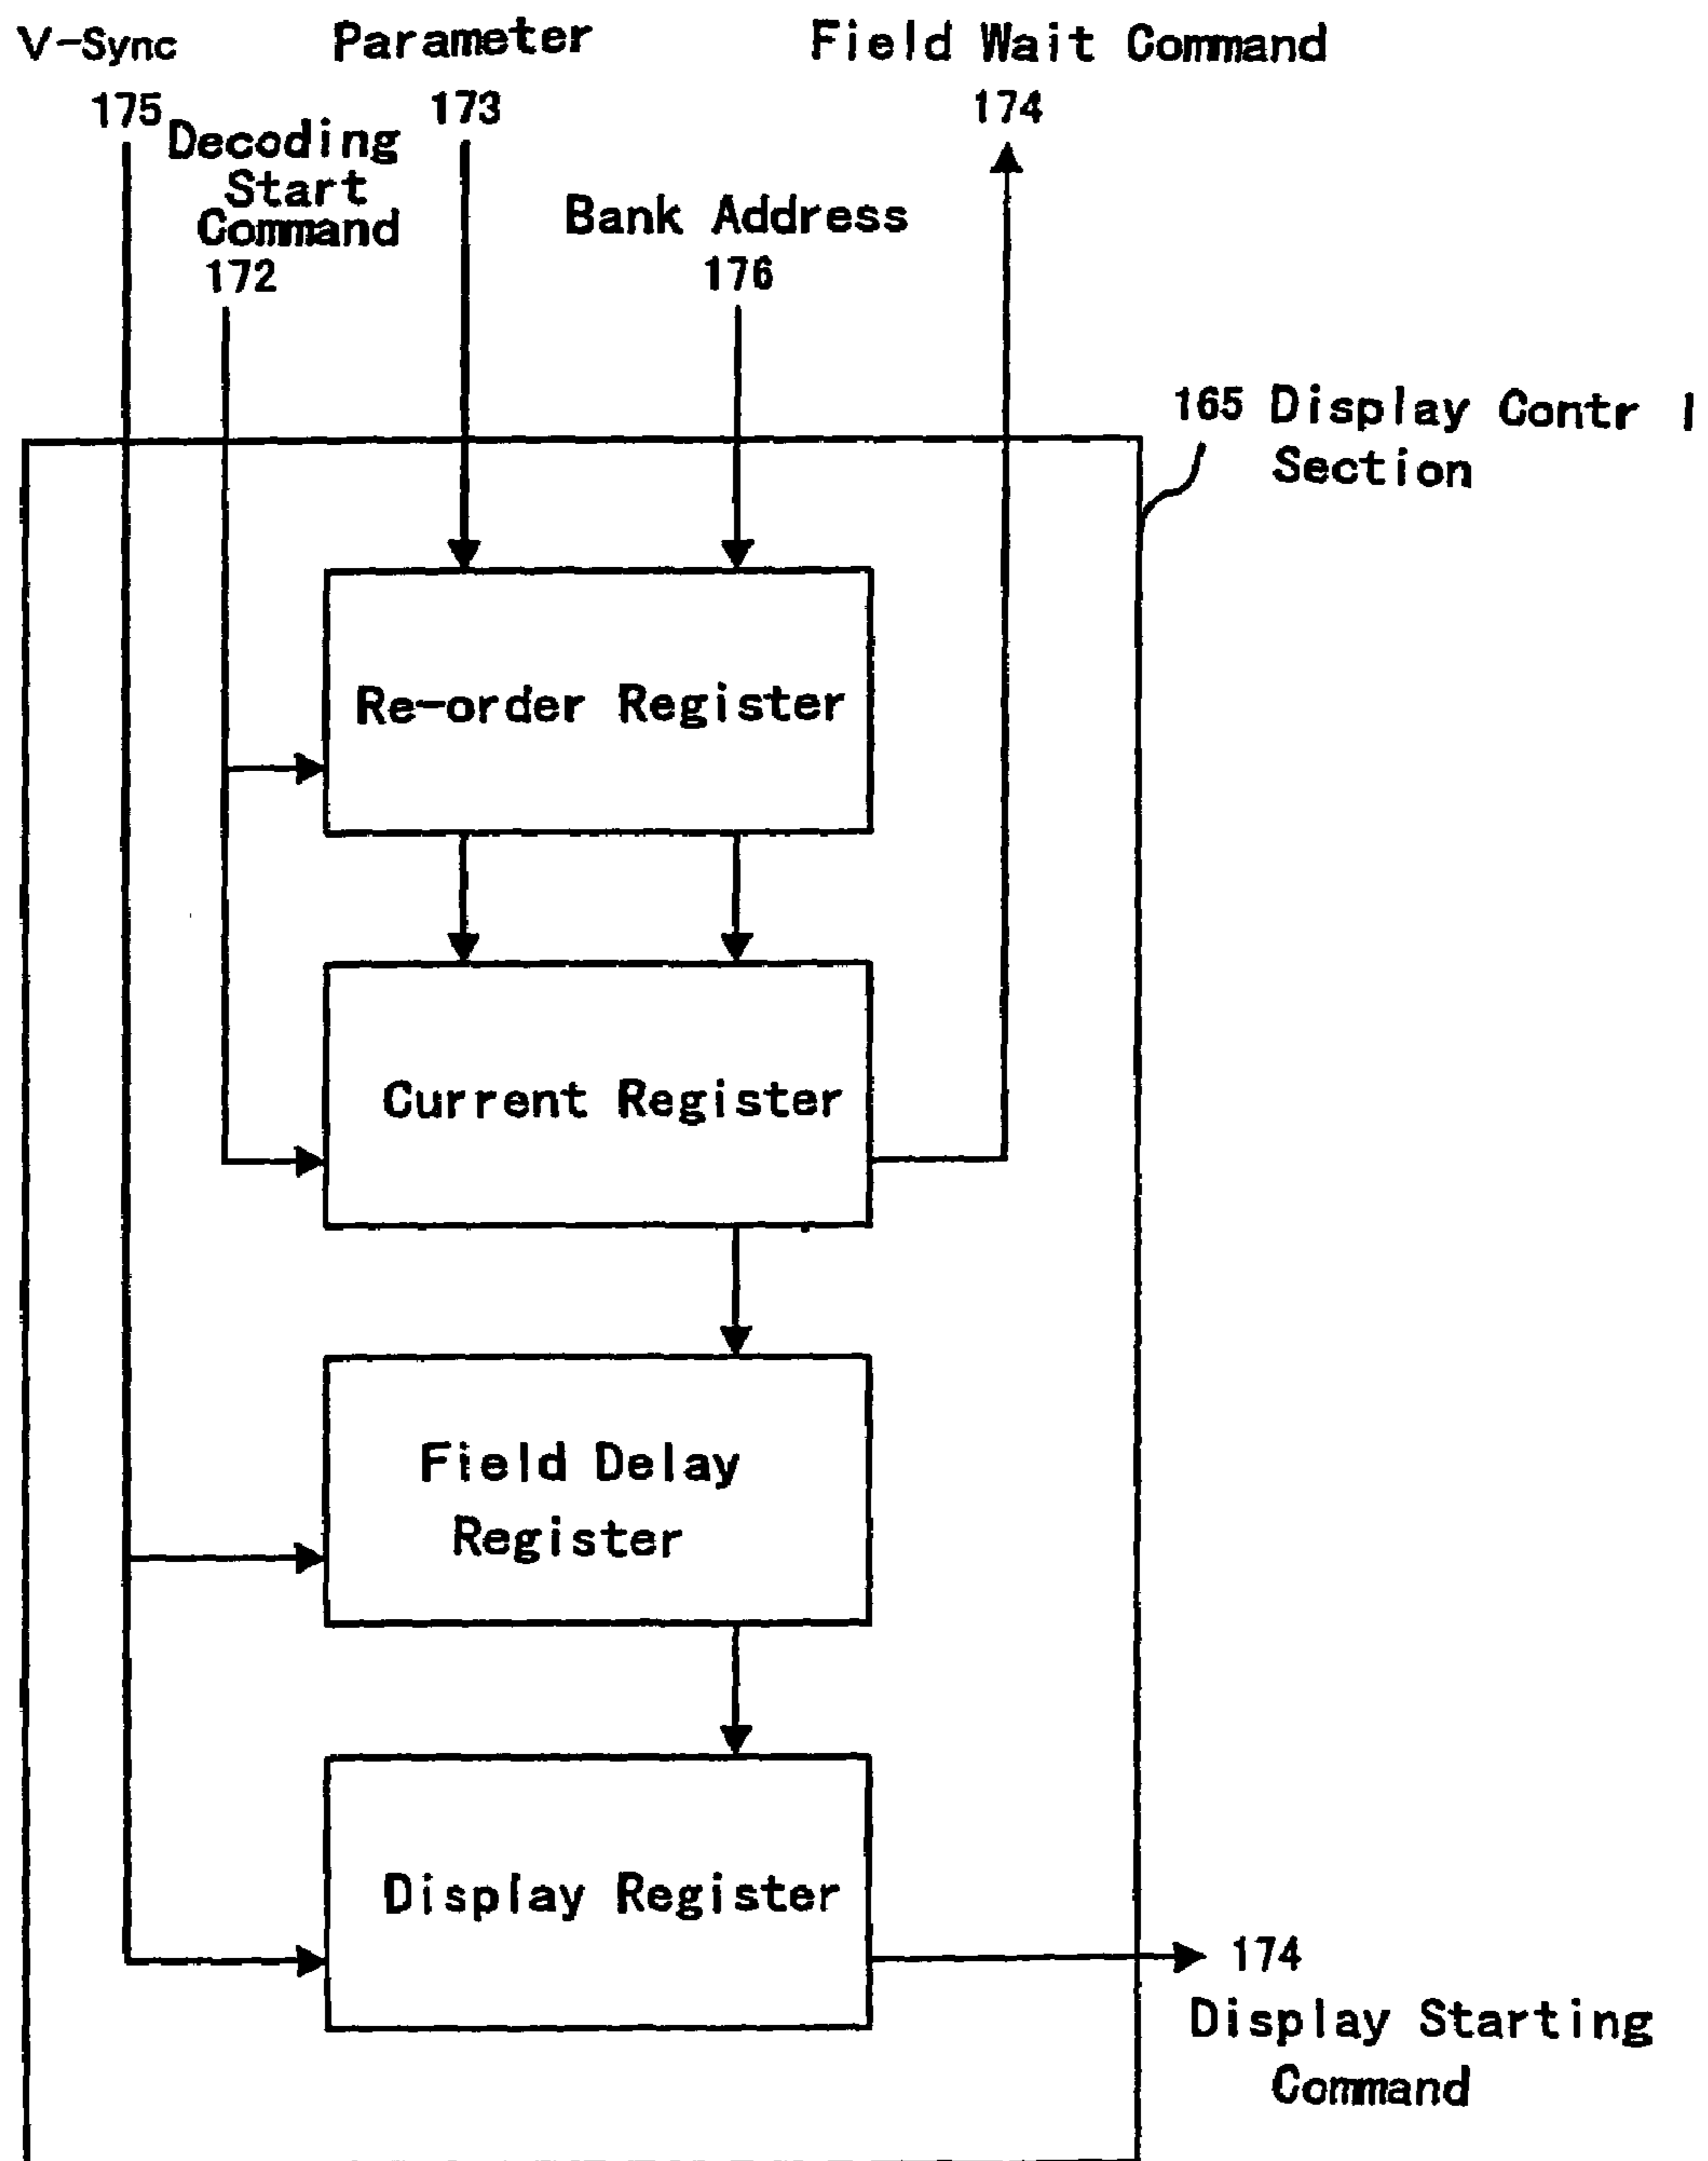 V-Sync
175
Parameter
173
Field Wait Command
174
Decoding
Start
Command
172
Bank Address
176
165 Display Contr l
Section
Re-order Register
Current Register
Field Delay
Register
Display Register
174
Display Starting
Command